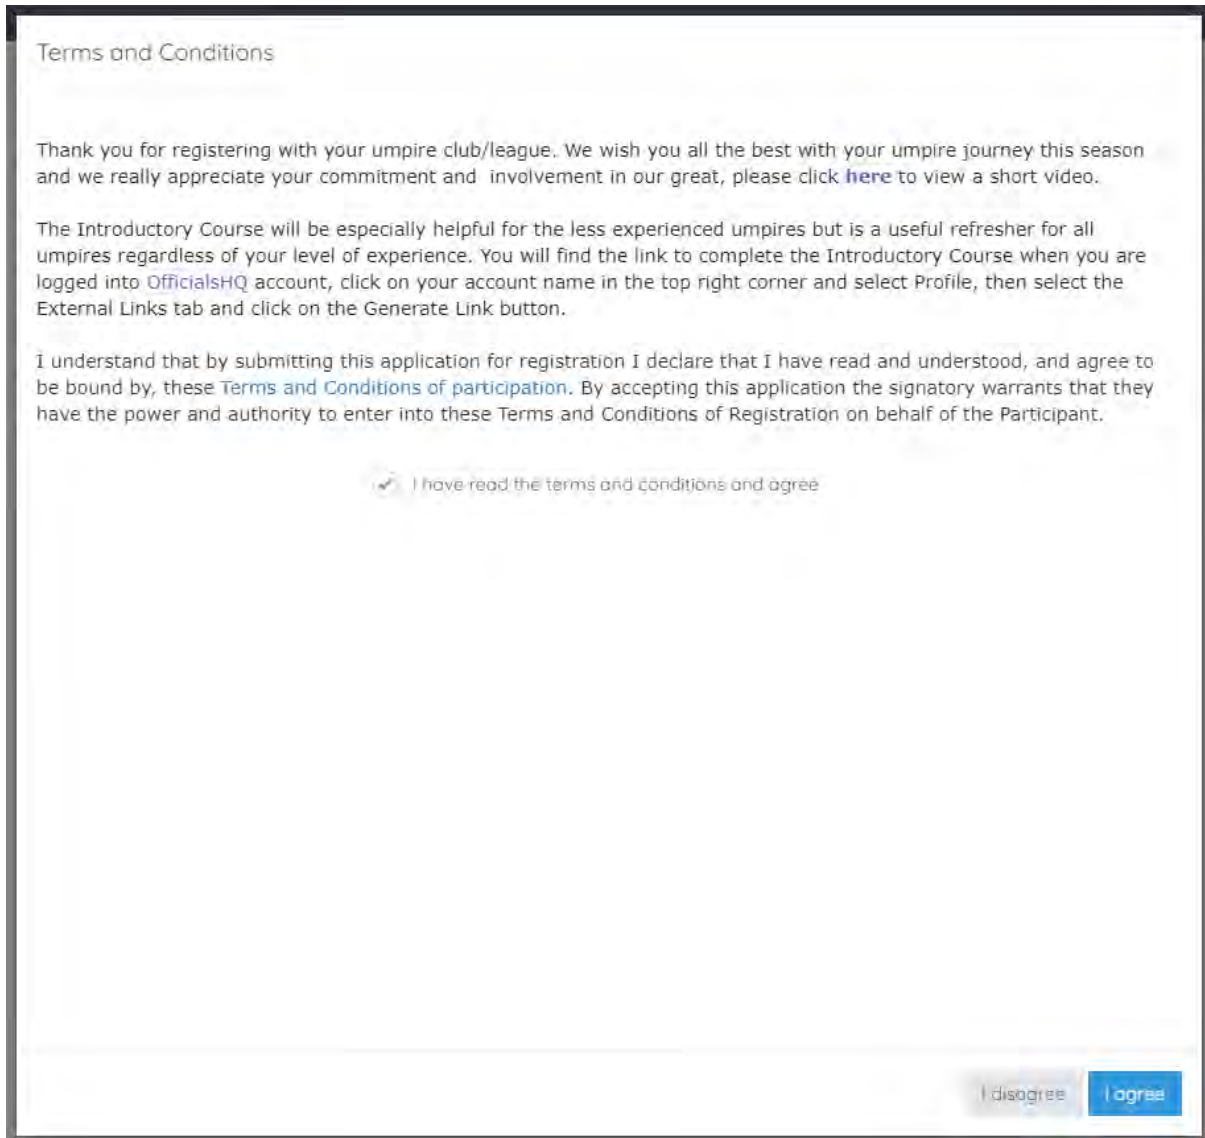 Terms and Conditions
Thank you for registering with your umpire club/league. We wish you all the best with your umpire journey this season
and we really appreciate your commitment and  involvement in our great, please click here to view a short video.
The Introductory Course will be especially helpful for the less experienced umpires but is a useful refresher for all
umpires regardless of your level of experience. You will find the link to complete the Introductory Course when you are
logged into OfficialsHQ account, click on your account name in the top right corner and select Profile, then select the
External Links tab and click on the Generate Link button.
I understand that by submitting this application for registration I declare that I have read and understood, and agree to
be bound by, these Terms and Conditions of participation. By accepting this application the signatory warrants that they
have the power and authority to enter into these Terms and Conditions of Registration on behalf of the Participant.
I have read the terms and conditions and agree
I disagree
I agree